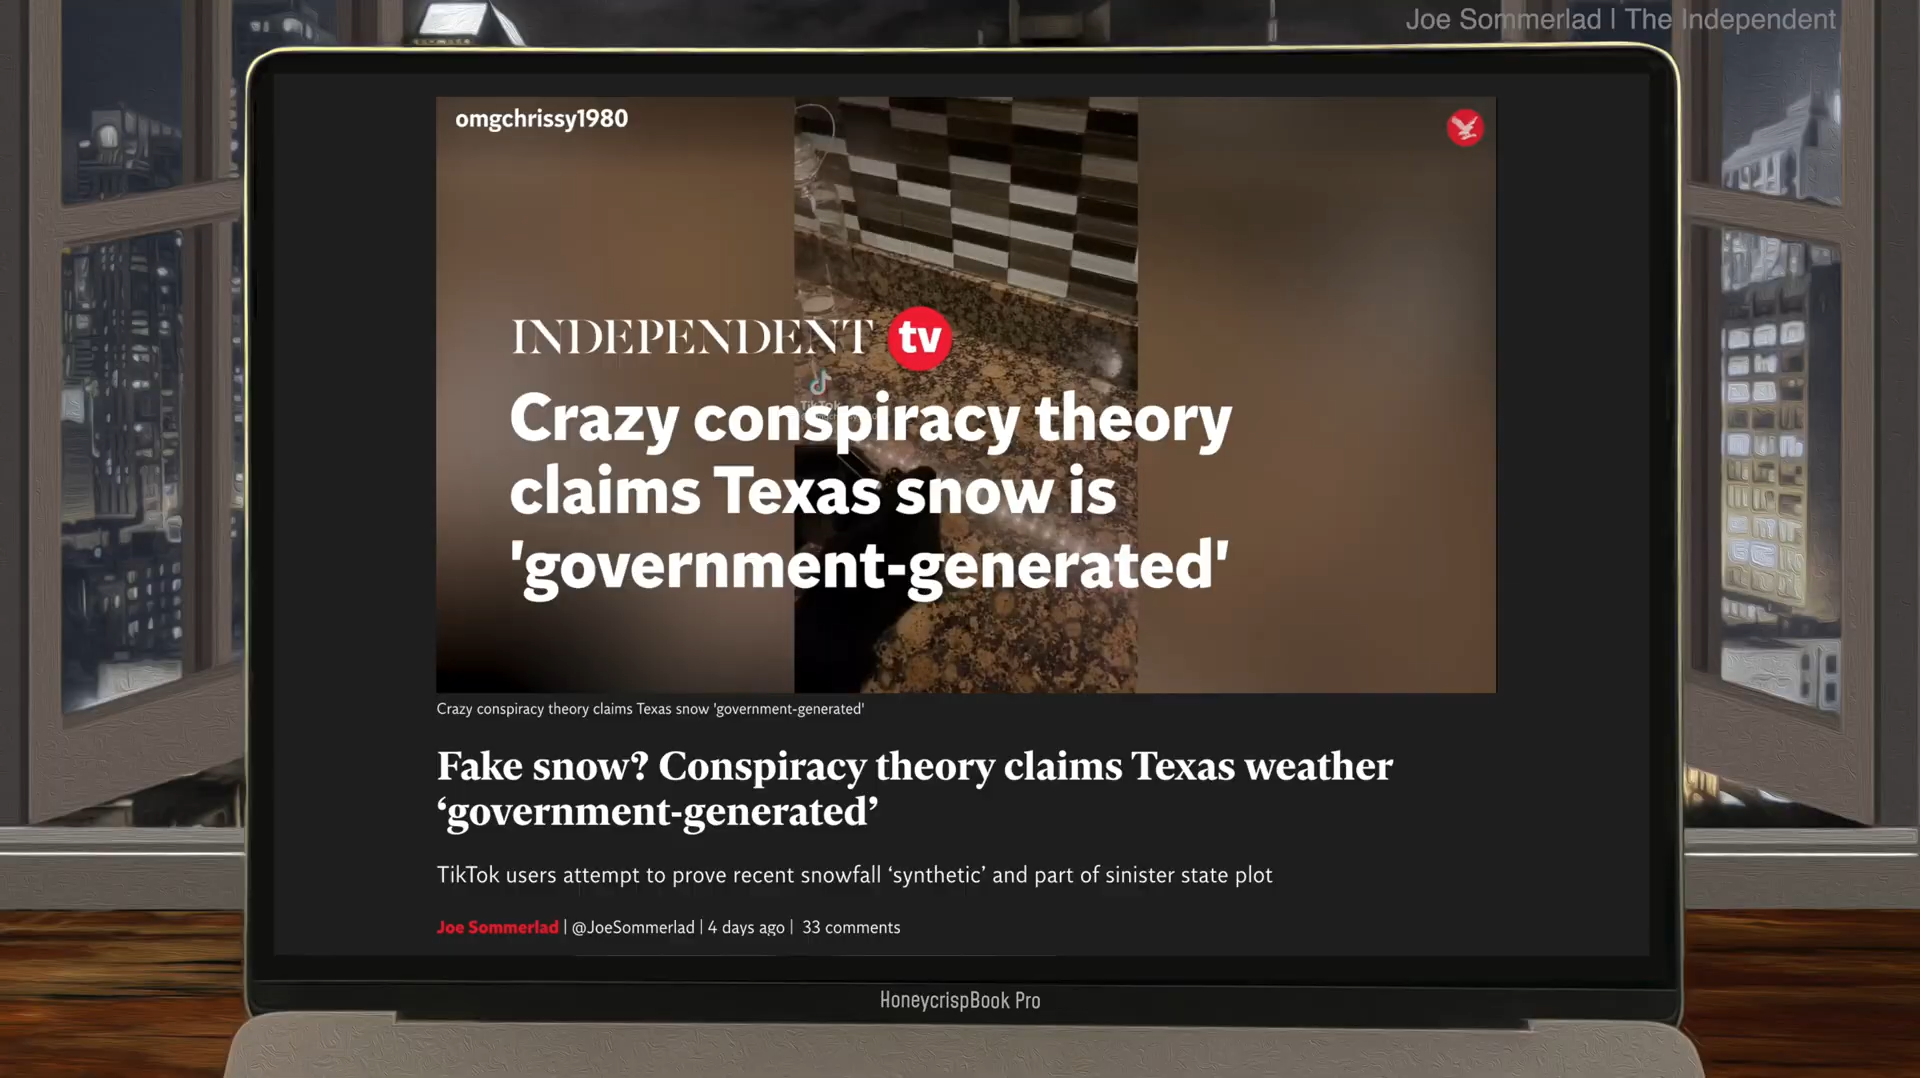 Joe Sommerlad | The Independent
omgchrissy1980
INDEPENDENT tv
TikTok
Crazy conspiracy theory
claims Texas snow is
'government-generated'
Crazy conspiracy theory claims Texas snow 'government-generated'
Fake snow? Conspiracy theory claims Texas weather
‘government-generated’
TikTok users attempt to prove recent snowfall ‘synthetic’ and part of sinister state plot
Joe Sommerlad | @JoeSommerlad | 4 days ago | 33 comments
HoneycrispBook Pro